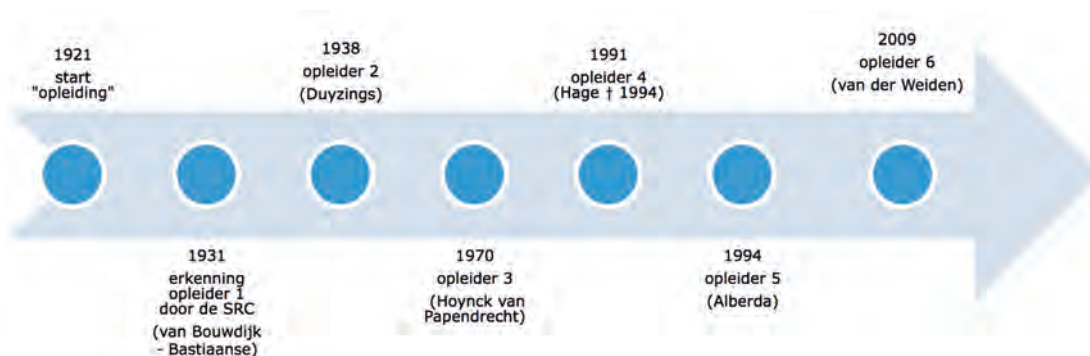 1921
start
"opleiding"
1931
erkenning
opleider 1
door de SRC
(van Bouwdijk
- Bastiaanse)
1938
opleider 2
(Duyzings)
1970
opleider 3
(Hoynck van
Papendrecht)
1991
opleider 4
(Hage † 1994)
1994
opleider 5
(Alberda)
2009
opleider 6
(van der Weiden)